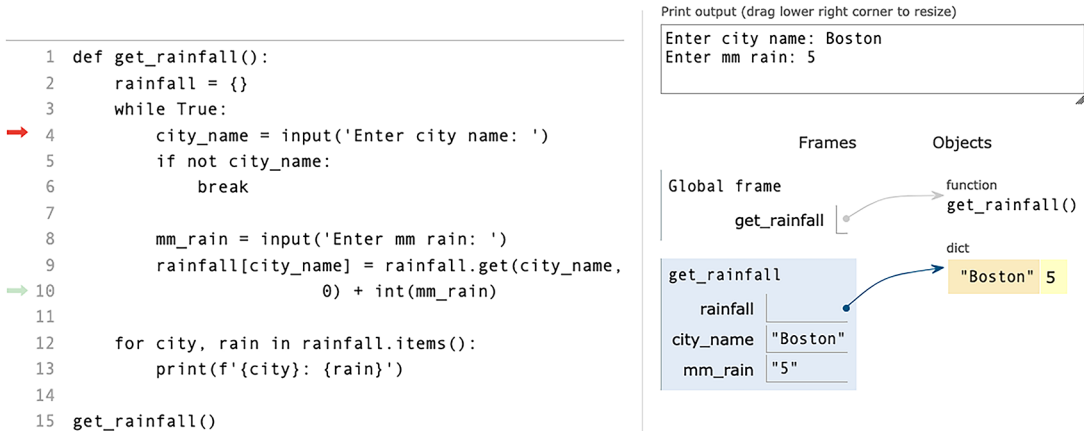 Print output (drag lower right corner to resize)
Enter city name: Boston
Enter mm rain: 5
1 def get_rainfall():
2     rainfall = {}
3     while True:
4         city_name = input('Enter city name: ')
5         if not city_name:
6             break
7
8         mm_rain = input('Enter mm rain: ')
9         rainfall[city_name] = rainfall.get(city_name,
10                         0) + int(mm_rain)
11
12     for city, rain in rainfall.items():
13         print(f'{city}: {rain}')
14
15 get_rainfall()
Frames Objects
Global frame
get_rainfall
function
get_rainfall()
dict
"Boston" 5
get_rainfall
rainfall
city_name "Boston"
mm_rain "5"